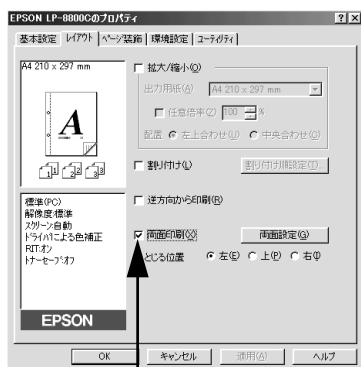 EPSON LP-8800Cのプロパティ
基本設定 レイアウト ページ装飾 環境設定 ユーティリティ
A4 210 x 297 mm
拡大/縮小(O)
出力用紙(A) A4 210 x 297 mm
任意倍率(Z) 100 %
配置 左上合わせ(U) 中央合わせ(C)
割り付け(L) 割り付け順設定(T)...
逆方向から印刷(R)
両面印刷(X) 両面設定(G)
とじる位置 左(E) 上(P) 右(I)
A
1 1 2 2 3 3
標準(PC)
解像度:標準
スクリーン:自動
ドライバによる色補正
RIT:オン
トナーセーブ:オフ
EPSON
OK キャンセル 適用(A) ヘルプ